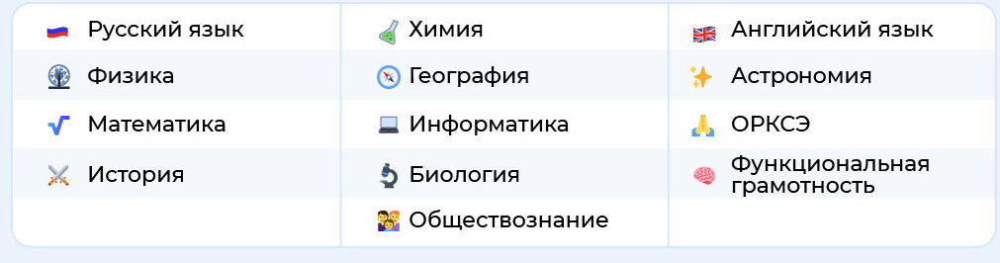 Русский язык
Химия
Английский язык
Физика
География
Астрономия
Математика
Информатика
ОРКСЭ
История
Биология
Функциональная
грамотность
Обществознание